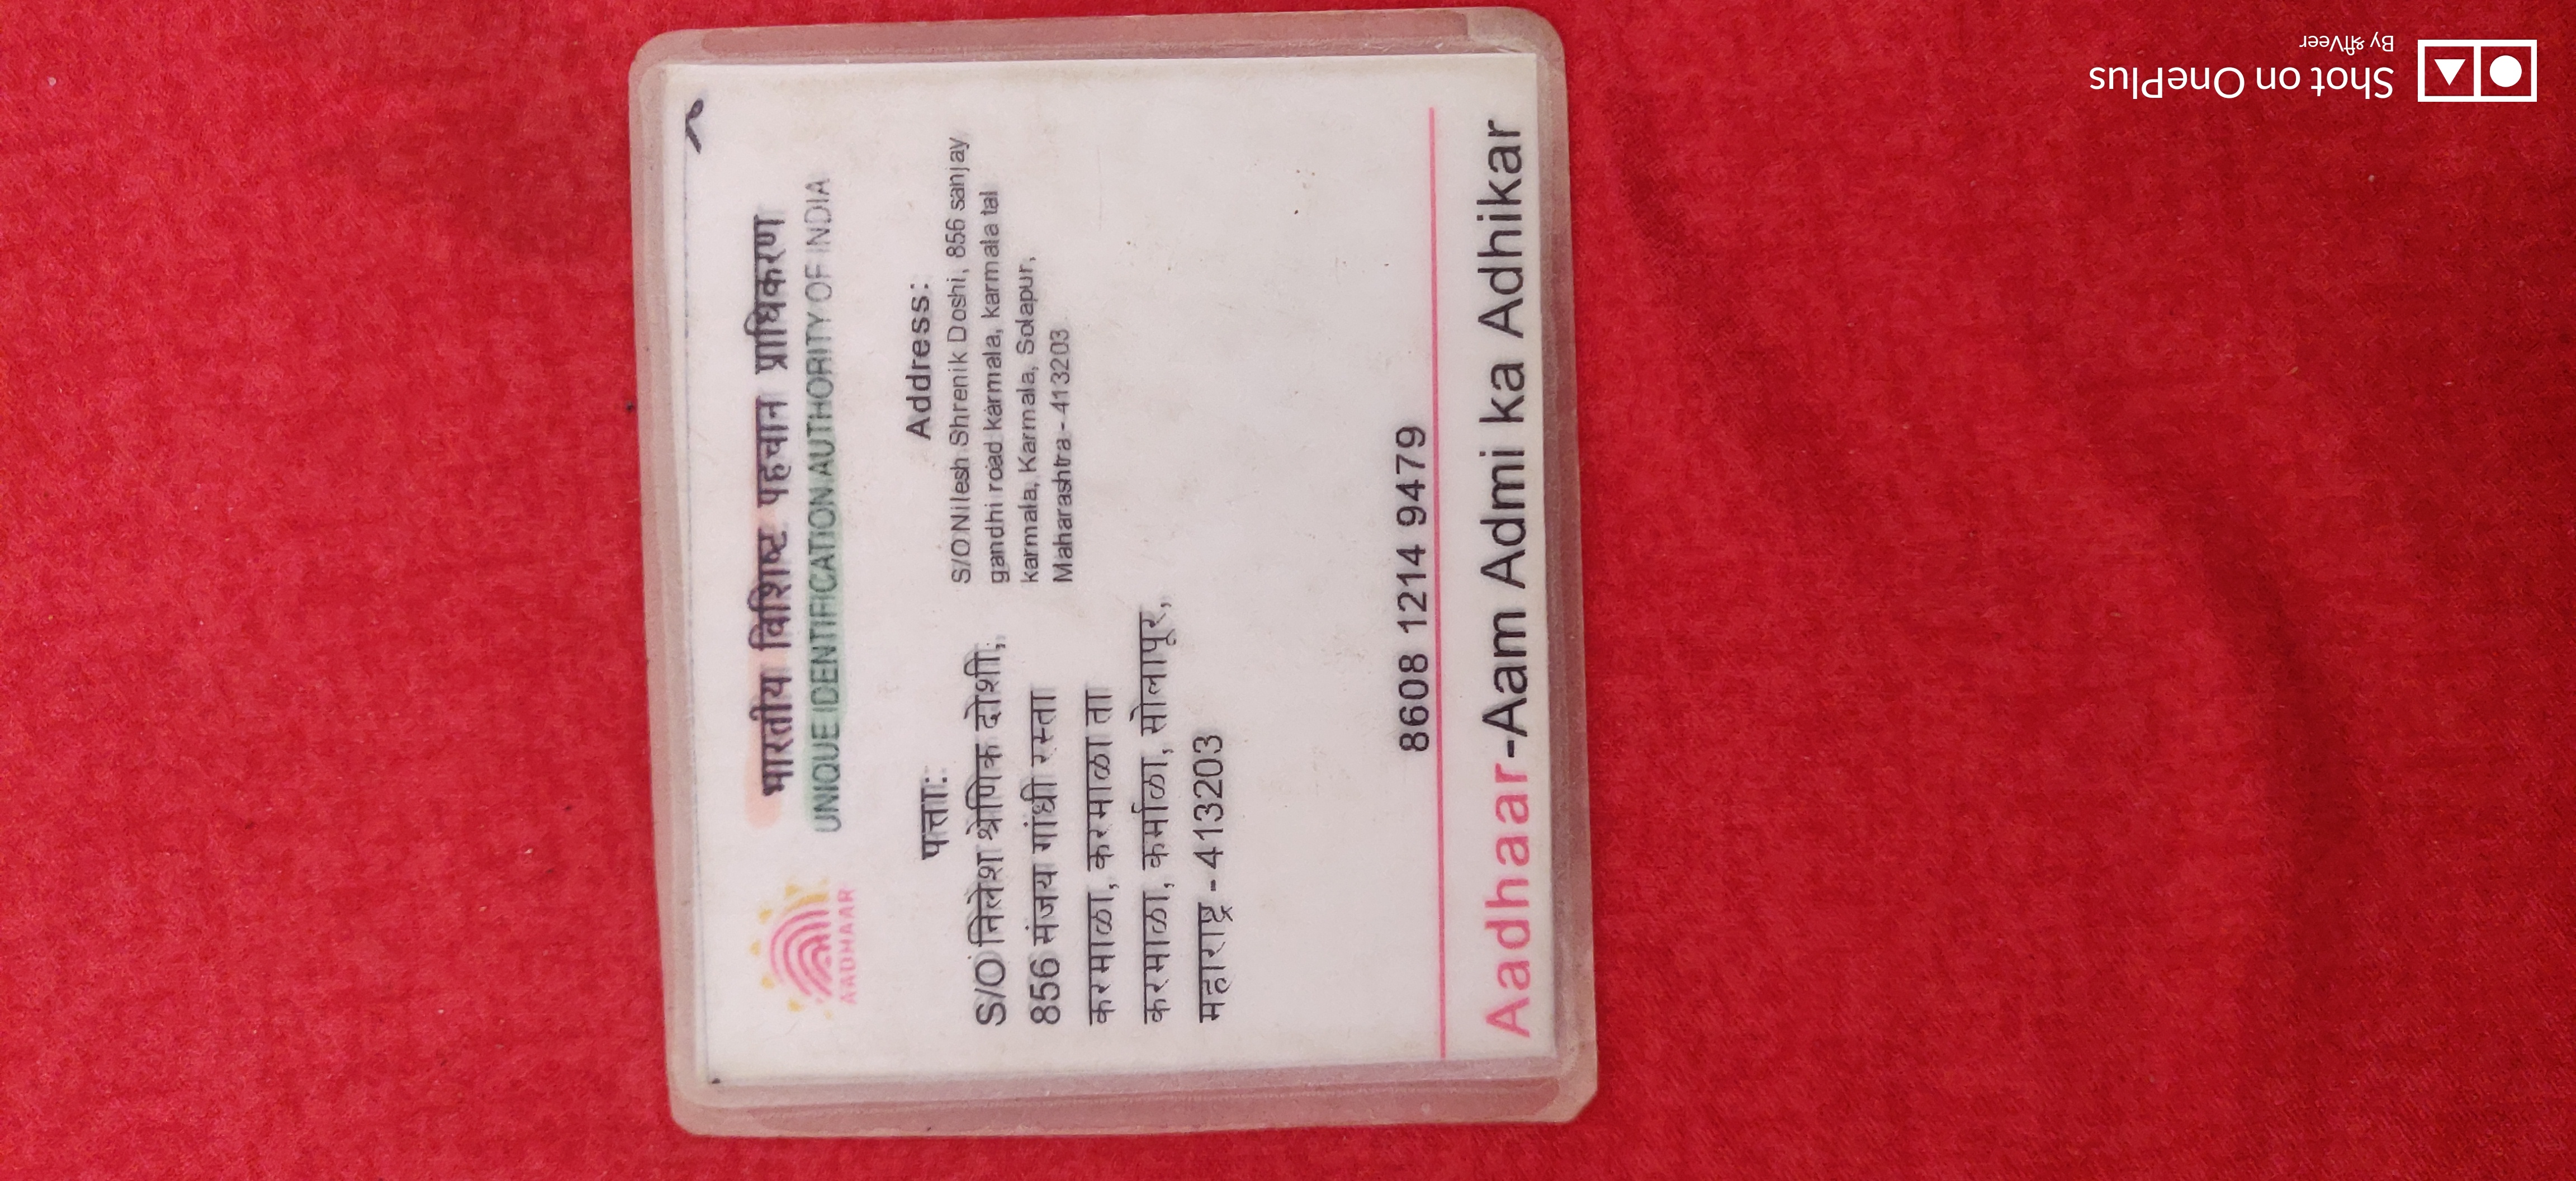 भारतीय विशिष्ट पहचान प्राधिकरण
UNIQUE IDENTIFICATION AUTHORITY OF INDIA
AADHAAR
पत्ता:
S/O निलेश श्रेणिक दोशी,
856 संजय गांधी रस्ता
करमाळा, करमाळा ता
करमाळा, कर्माळा, सोलापूर,
महाराष्ट्र - 413203
Address:
S/O Nilesh Shrenik Doshi, 856 sanjay
gandhi road karmala, karmala tal
karmala, Karmala, Solapur,
Maharashtra - 413203
8608 1214 9479
Aadhaar-Aam Admi ka Adhikar
Shot on OnePlus
By श्रीVeer